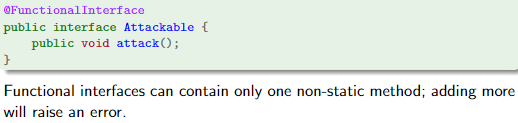 @FunctionalInterface
public interface Attackable {
    public void attack();
}
Functional interfaces can contain only one non-static method; adding more
will raise an error.